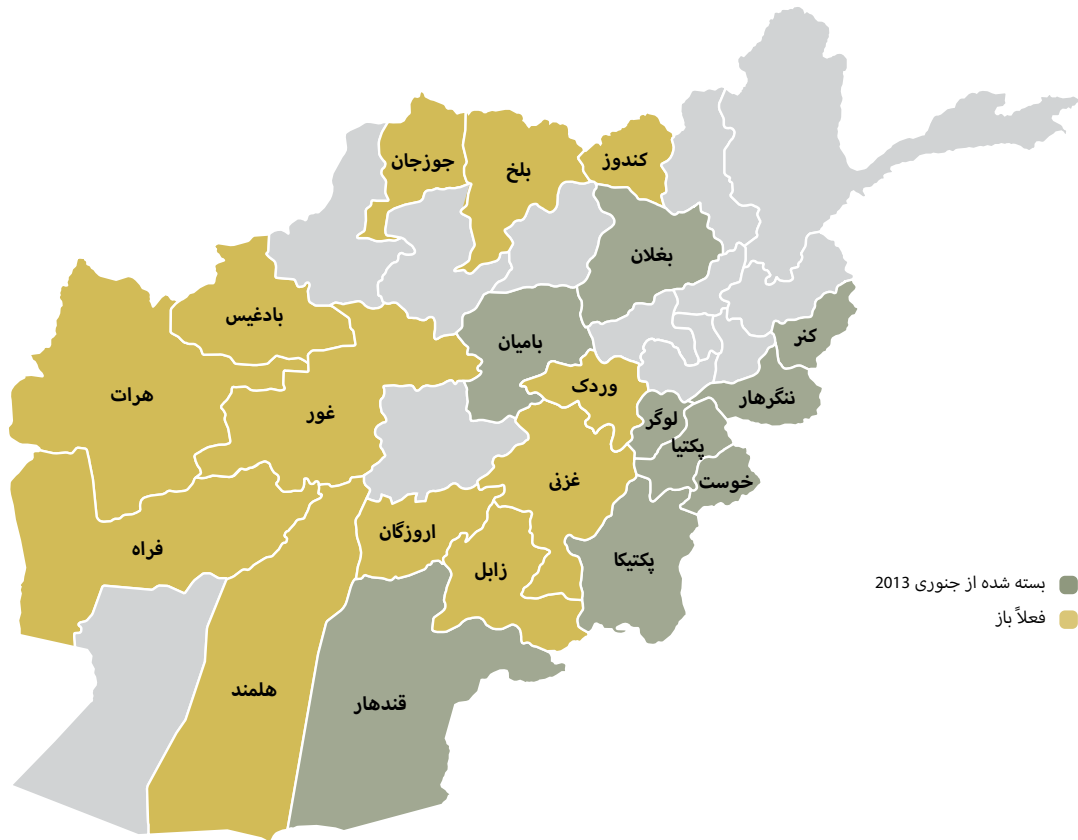 جوزجان
بلخ
کندوز
بغلان
بادغیس
بامیان
کنر
هرات
غور
وردک
ننگرهار
لوگر
پکتیا
خوست
غزنی
اروزگان
فراه
زابل
پکتیکا
هلمند
قندهار
بسته شده از جنوری 2013
فعلاً باز